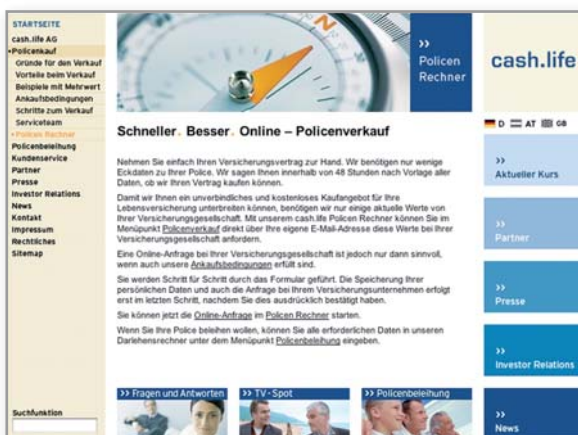 STARTSEITE
cash.life AG
Policenkauf
Gründe für den Verkauf
Vorteile beim Verkauf
Beispiele mit Mehrwert
Ankaufsbedingungen
Schritte zum Verkauf
Serviceteam
Policen Rechner
Policenbeleihung
Kundenservice
Partner
Presse
Investor Relations
News
Kontakt
Impressum
Rechtliches
Sitemap
Suchfunktion
>>
Policen
Rechner
Schneller. Besser. Online – Policenverkauf
Nehmen Sie einfach Ihren Versicherungsvertrag zur Hand. Wir benötigen nur wenige
Eckdaten zu Ihrer Police. Wir sagen Ihnen innerhalb von 48 Stunden nach Vorlage aller
Daten, ob wir Ihren Vertrag kaufen können.
Damit wir Ihnen ein unverbindliches und kostenloses Kaufangebot für Ihre
Lebensversicherung unterbreiten können, benötigen wir nur einige aktuelle Werte von
Ihrer Versicherungsgesellschaft. Mit unserem cash.life Policen Rechner können Sie im
Menüpunkt Policenverkauf direkt über Ihre eigene E-Mail-Adresse diese Werte bei Ihrer
Versicherungsgesellschaft anfordern.
Eine Online-Anfrage bei Ihrer Versicherungsgesellschaft ist jedoch nur dann sinnvoll,
wenn auch unsere Ankaufsbedingungen erfüllt sind.
Sie werden Schritt für Schritt durch das Formular geführt. Die Speicherung Ihrer
persönlichen Daten und auch die Anfrage bei Ihrem Versicherungsunternehmen erfolgt
erst im letzten Schritt, nachdem Sie dies ausdrücklich bestätigt haben.
Sie können jetzt die Online-Anfrage im Policen Rechner starten.
Wenn Sie Ihre Police beleihen wollen, können Sie alle erforderlichen Daten in unseren
Darlehensrechner unter dem Menüpunkt Policenbeleihung eingeben.
>> Fragen und Antworten
>> TV-Spot
>> Policenbeleihung
cash.life
D AT GB
>>
Aktueller Kurs
>>
Partner
>>
Presse
>>
Investor Relations
>>
News